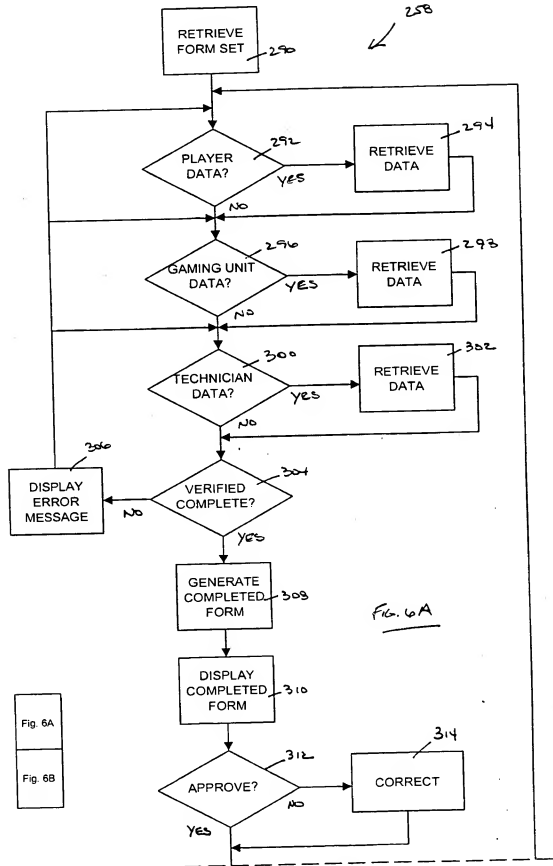 258
RETRIEVE
FORM SET
290
292
PLAYER
DATA?
YES
NO
294
RETRIEVE
DATA
296
GAMING UNIT
DATA?
YES
NO
298
RETRIEVE
DATA
300
TECHNICIAN
DATA?
YES
NO
302
RETRIEVE
DATA
306
DISPLAY
ERROR
MESSAGE
304
VERIFIED
COMPLETE?
NO
YES
GENERATE
COMPLETED
FORM
308
FIG. 6A
DISPLAY
COMPLETED
FORM
310
Fig. 6A
Fig. 6B
312
APPROVE?
NO
YES
314
CORRECT